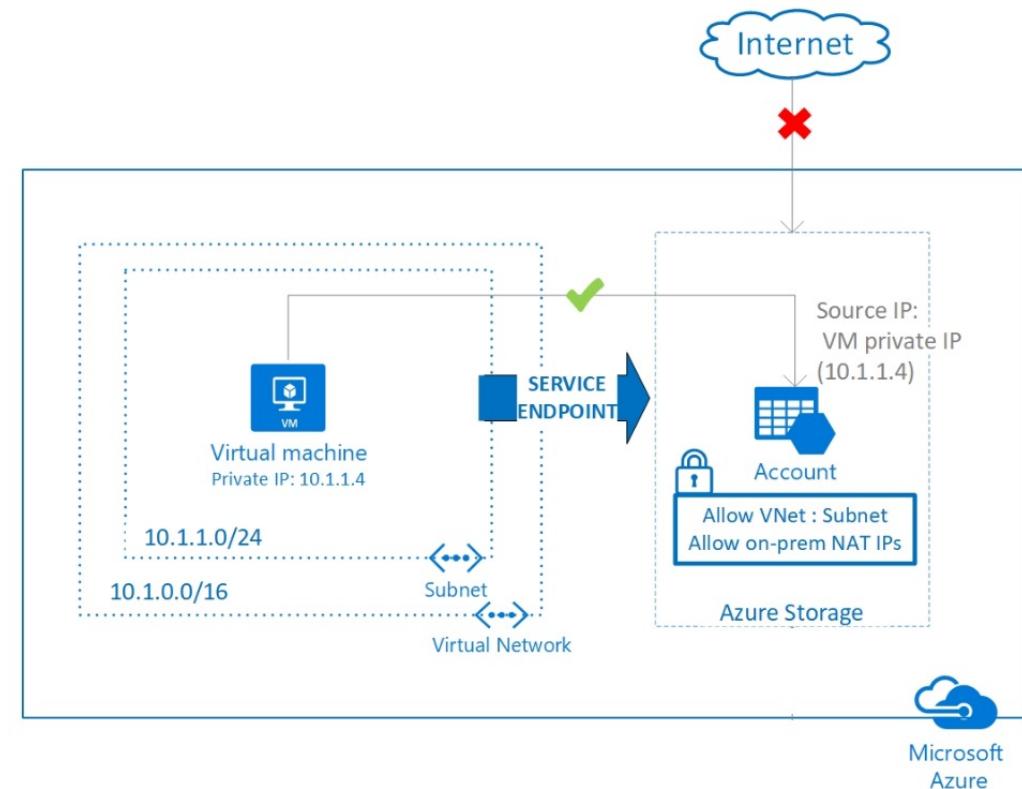 Internet
Source IP:
VM private IP
(10.1.1.4)
SERVICE
ENDPOINT
VM
Virtual machine
Private IP: 10.1.1.4
Account
Allow VNet : Subnet
Allow on-prem NAT IPs
10.1.1.0/24
10.1.0.0/16
Subnet
Virtual Network
Azure Storage
Microsoft
Azure